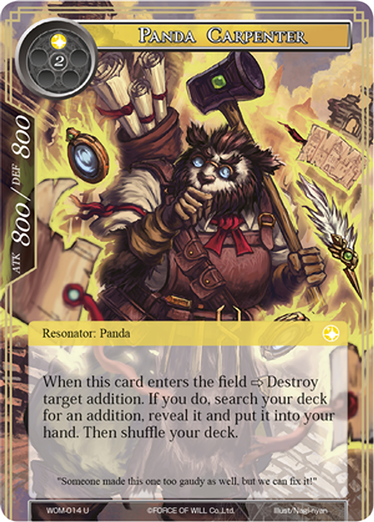 Panda Carpenter
2
ATK 800 / DEF 800
Resonator: Panda
When this card enters the field ⇨ Destroy
target addition. If you do, search your deck
for an addition, reveal it and put it into your
hand. Then shuffle your deck.
"Someone made this one too gaudy as well, but we can fix it!"
WOM-014 U ©FORCE OF WILL Co.,Ltd. Illust/Nagi-nyan